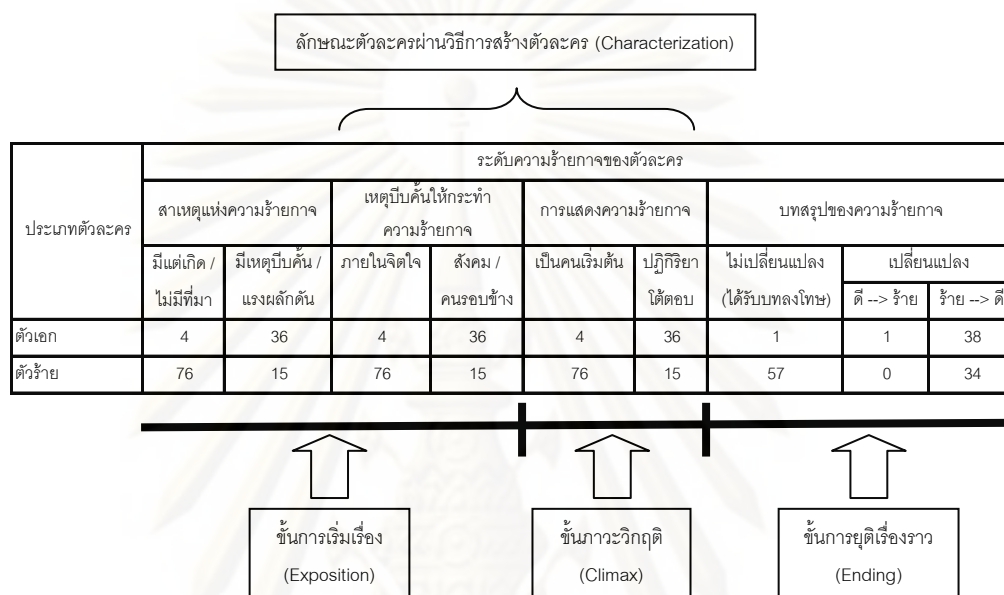 ลักษณะตัวละครผ่านวิธีการสร้างตัวละคร (Characterization)
ประเภทตัวละคร
ระดับความร้ายกาจของตัวละคร
สาเหตุแห่งความร้ายกาจ
เหตุบีบคั้นให้กระทำ
ความร้ายกาจ
การแสดงความร้ายกาจ
บทสรุปของความร้ายกาจ
มีแต่เกิด /
ไม่มีที่มา
มีเหตุบีบคั้น /
แรงผลักดัน
ภายในจิตใจ
สังคม /
คนรอบข้าง
เป็นคนเริ่มต้น
ปฏิกิริยา
โต้ตอบ
ไม่เปลี่ยนแปลง
(ได้รับบทลงโทษ)
เปลี่ยนแปลง
ดี --> ร้าย
ร้าย --> ดี
ตัวเอก 4 36 4 36 4 36 1 1 38
ตัวร้าย 76 15 76 15 76 15 57 0 34
ขั้นการเริ่มเรื่อง
(Exposition)
ขั้นภาวะวิกฤติ
(Climax)
ขั้นการยุติเรื่องราว
(Ending)